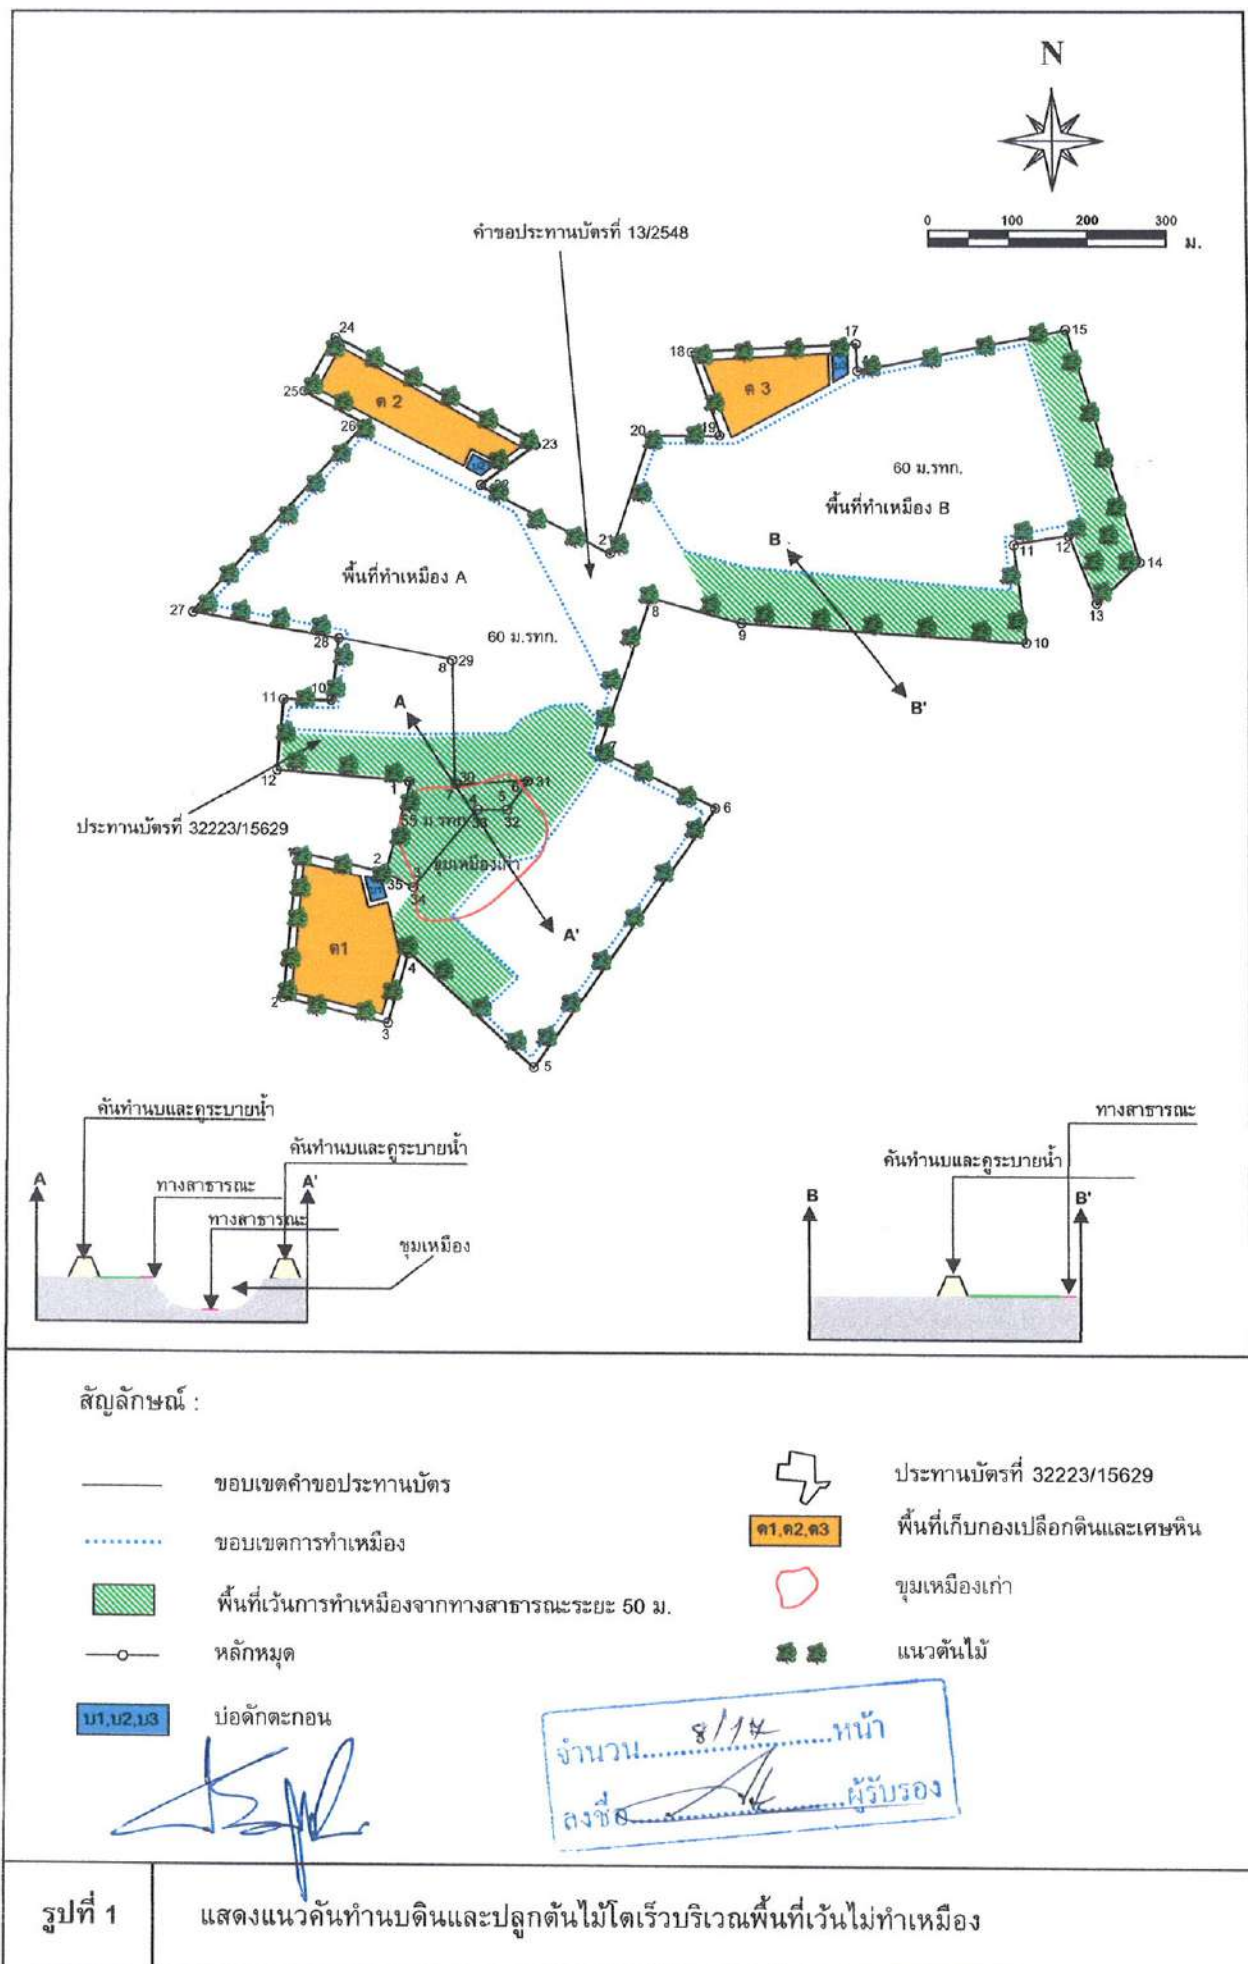 N
0 100 200 300 ม.
คำขอประทานบัตรที่ 13/2548
24
25
ต 2
26
23
22
18
17
ต 3
19
20
15
60 ม.รทก.
พื้นที่ทำเหมือง B
21
B
11
12
14
13
10
8
9
B'
พื้นที่ทำเหมือง A
27
28
60 ม.รทก.
8 29
11
10
A
12
7
1
30
31
6
4
5
33
32
55 ม.รทก.
6
ประทานบัตรที่ 32223/15629
2
ขุมเหมืองเก่า
3
35
34
A'
1
ต1
4
2
3
5
คันทำนบและคูระบายน้ำ
คันทำนบและคูระบายน้ำ
A
ทางสาธารณะ
A'
ทางสาธารณะ
ขุมเหมือง
ทางสาธารณะ
คันทำนบและคูระบายน้ำ
B
B'
สัญลักษณ์ :
ขอบเขตคำขอประทานบัตร
ขอบเขตการทำเหมือง
พื้นที่เว้นการทำเหมืองจากทางสาธารณะระยะ 50 ม.
หลักหมุด
บ1,บ2,บ3 บ่อดักตะกอน
ประทานบัตรที่ 32223/15629
ต1,ต2,ต3 พื้นที่เก็บกองเปลือกดินและเศษหิน
ขุมเหมืองเก่า
แนวต้นไม้
จำนวน 8/17 หน้า
ลงชื่อ ผู้รับรอง
รูปที่ 1 แสดงแนวคันทำนบดินและปลูกต้นไม้โตเร็วบริเวณพื้นที่เว้นไม่ทำเหมือง